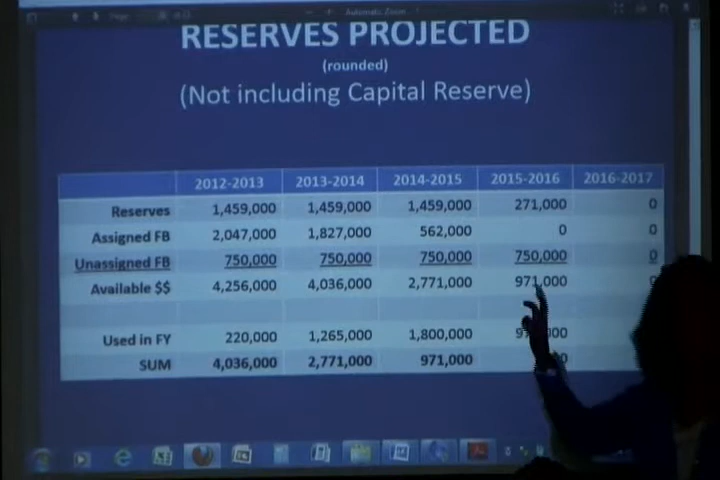 RESERVES PROJECTED
(rounded)
(Not including Capital Reserve)
2012-2013 2013-2014 2014-2015 2015-2016 2016-2017
Reserves 1,459,000 1,459,000 1,459,000 271,000 0
Assigned FB 2,047,000 1,827,000 562,000 0 0
Unassigned FB 750,000 750,000 750,000 750,000 0
Available $$ 4,256,000 4,036,000 2,771,000 971,000 0
Used in FY 220,000 1,265,000 1,800,000
SUM 4,036,000 2,771,000 971,000